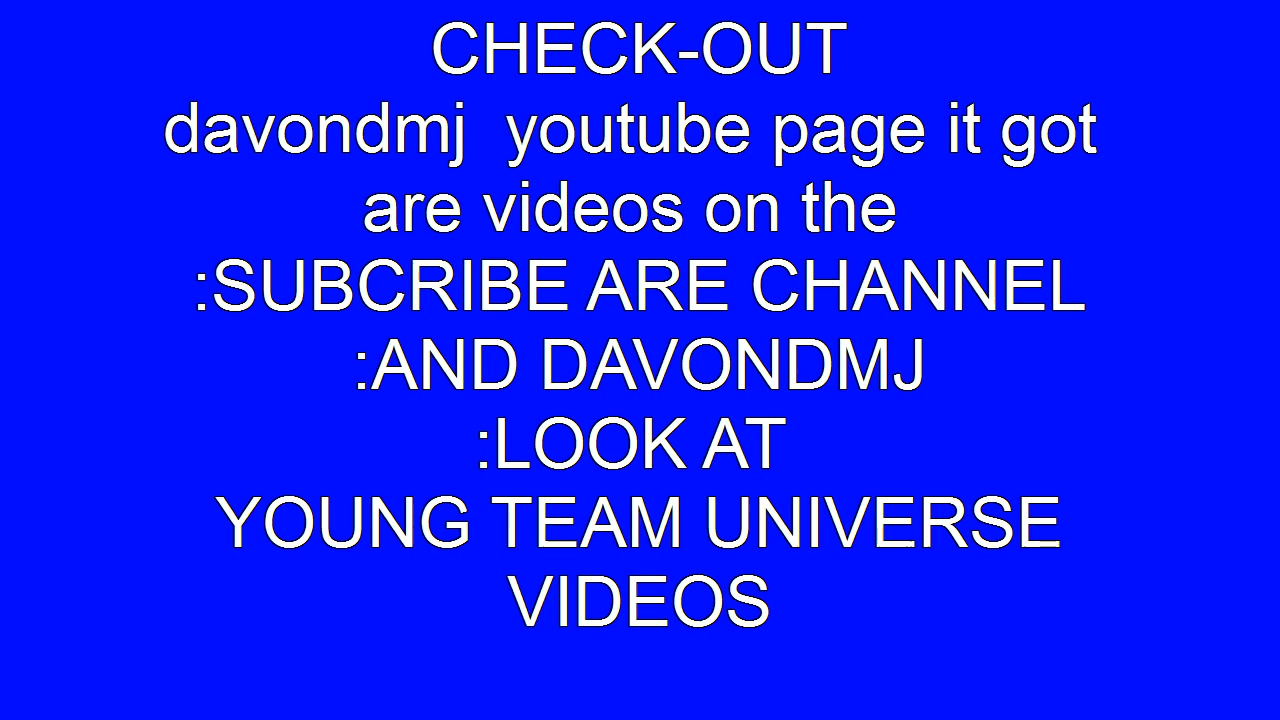 CHECK-OUT
davondmj  youtube page it got
are videos on the
:SUBCRIBE ARE CHANNEL
:AND DAVONDMJ
:LOOK AT
YOUNG TEAM UNIVERSE
VIDEOS